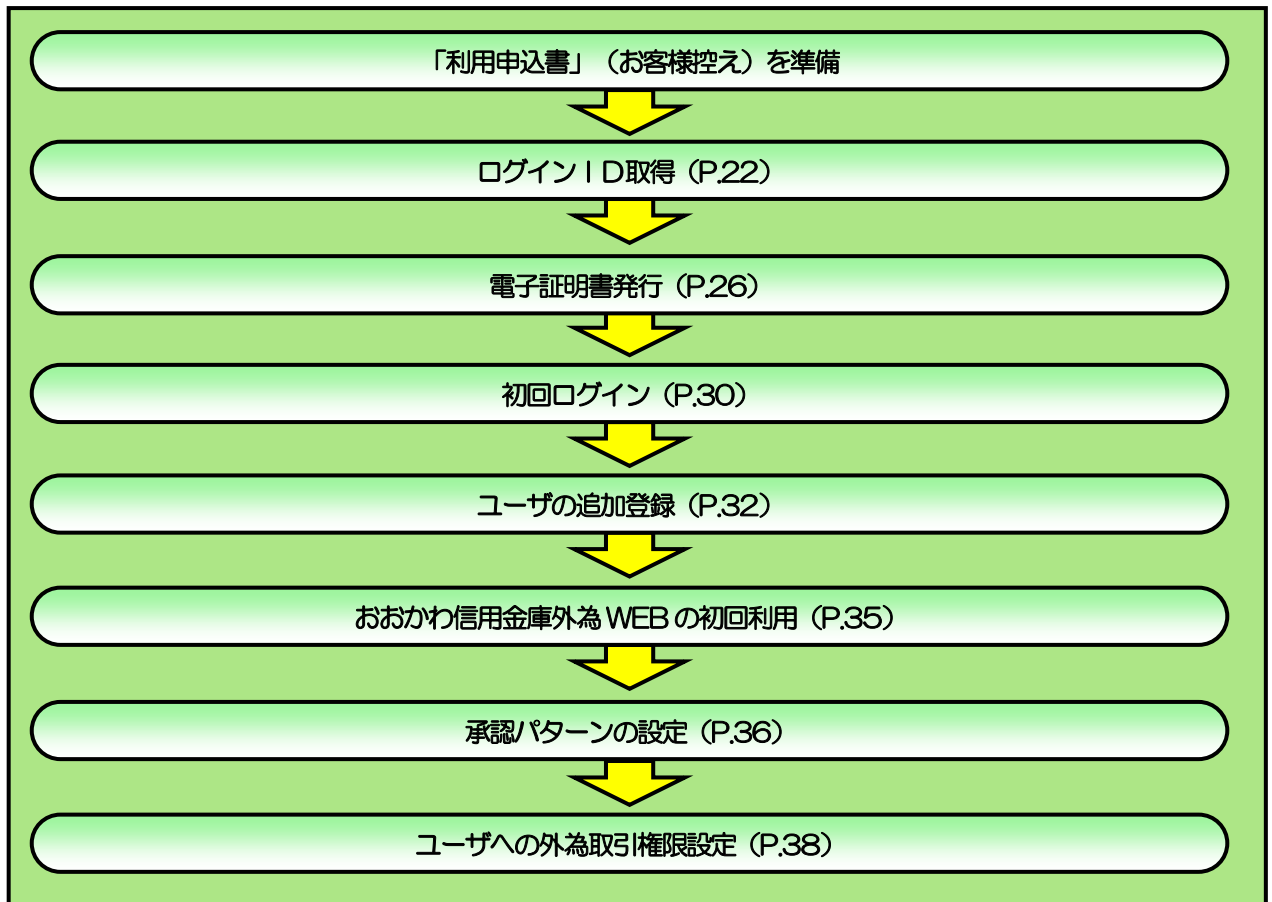 「利用申込書」（お客様控え）を準備
ログインＩＤ取得（P.22）
電子証明書発行（P.26）
初回ログイン（P.30）
ユーザの追加登録（P.32）
おおかわ信用金庫外為 WEB の初回利用（P.35）
承認パターンの設定（P.36）
ユーザへの外為取引権限設定（P.38）